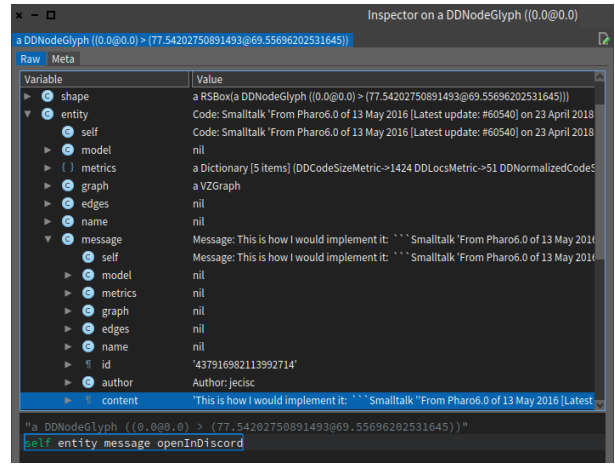 Inspector on a DDNodeGlyph ((0.0@0.0)
a DDNodeGlyph ((0.0@0.0) > (77.54202750891493@69.55696202531645))
Raw Meta
Variable Value
shape a RSBox(a DDNodeGlyph ((0.0@0.0) > (77.54202750891493@69.55696202531645)))
entity Code: Smalltalk 'From Pharo6.0 of 13 May 2016 [Latest update: #60540] on 23 April 2018
self Code: Smalltalk 'From Pharo6.0 of 13 May 2016 [Latest update: #60540] on 23 April 2018
model nil
{ } metrics a Dictionary [5 items] (DDCodeSizeMetric->1424 DDLocsMetric->51 DDNormalizedCodeS
graph a VZGraph
edges nil
name nil
message Message: This is how I would implement it: ```Smalltalk 'From Pharo6.0 of 13 May 2016
self Message: This is how I would implement it: ```Smalltalk 'From Pharo6.0 of 13 May 2016
model nil
metrics nil
graph nil
edges nil
name nil
¶ id '437916982113992714'
author Author: jecisc
¶ content 'This is how I would implement it: ```Smalltalk ''From Pharo6.0 of 13 May 2016 [Latest
"a DDNodeGlyph ((0.0@0.0) > (77.54202750891493@69.55696202531645))"
self entity message openInDiscord